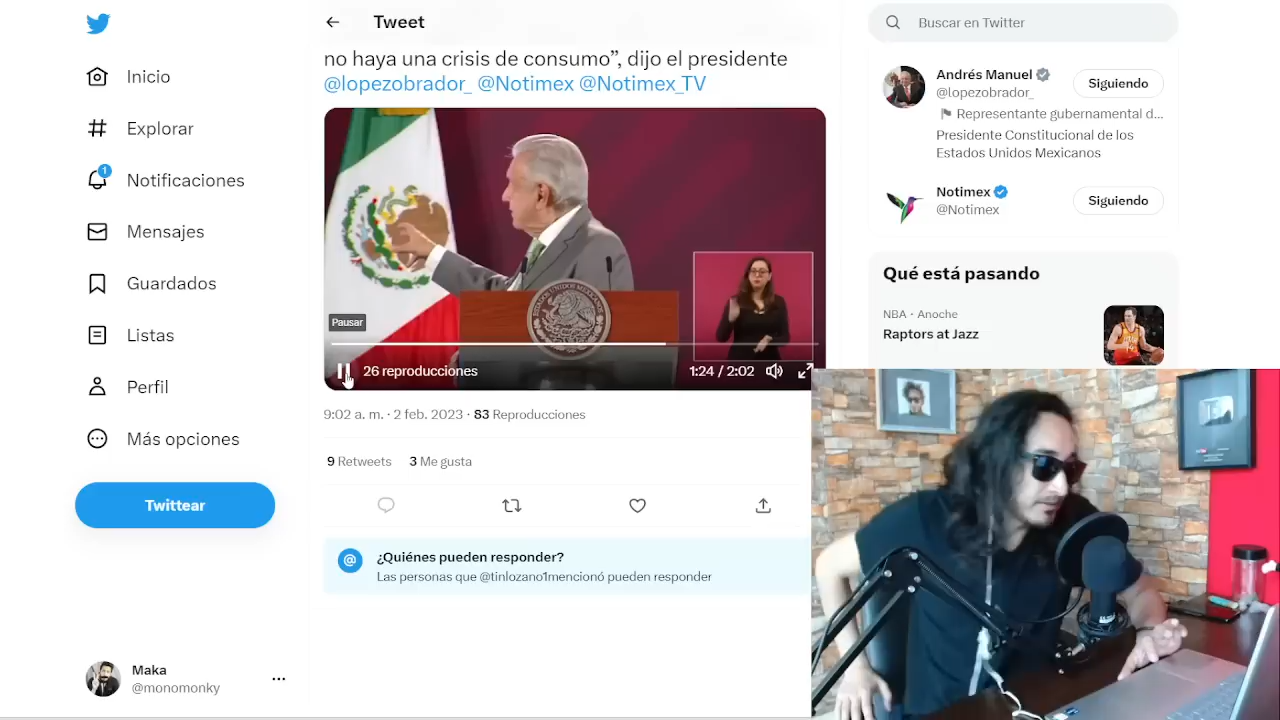 Inicio
Explorar
1
Notificaciones
Mensajes
Guardados
Listas
Perfil
Más opciones
Twittear
Maka
@monomonky
Tweet
no haya una crisis de consumo”, dijo el presidente
@lopezobrador_ @Notimex @Notimex_TV
ESTADOS UNIDOS MEXICANOS
Pausar
26 reproducciones
1:24 / 2:02
9:02 a. m. · 2 feb. 2023 · 83 Reproducciones
9 Retweets 3 Me gusta
¿Quiénes pueden responder?
Las personas que @tinlozano1mencionó pueden responder
Buscar en Twitter
Andrés Manuel
@lopezobrador_
Siguiendo
Representante gubernamental d...
Presidente Constitucional de los
Estados Unidos Mexicanos
Notimex
@Notimex
Siguiendo
Qué está pasando
NBA · Anoche
Raptors at Jazz